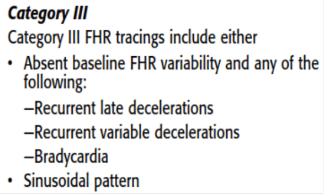 Category III
Category III FHR tracings include either
• Absent baseline FHR variability and any of the
following:
–Recurrent late decelerations
–Recurrent variable decelerations
–Bradycardia
• Sinusoidal pattern